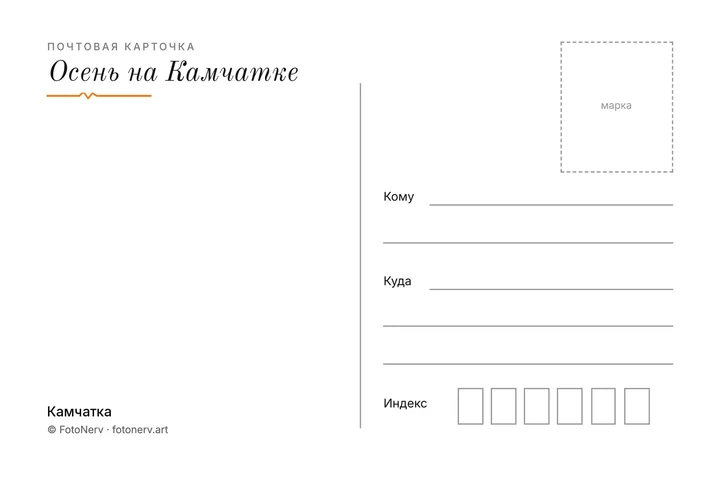 ПОЧТОВАЯ КАРТОЧКА
Осень на Камчатке
марка
Кому
Куда
Индекс
Камчатка
© FotoNerv · fotonerv.art